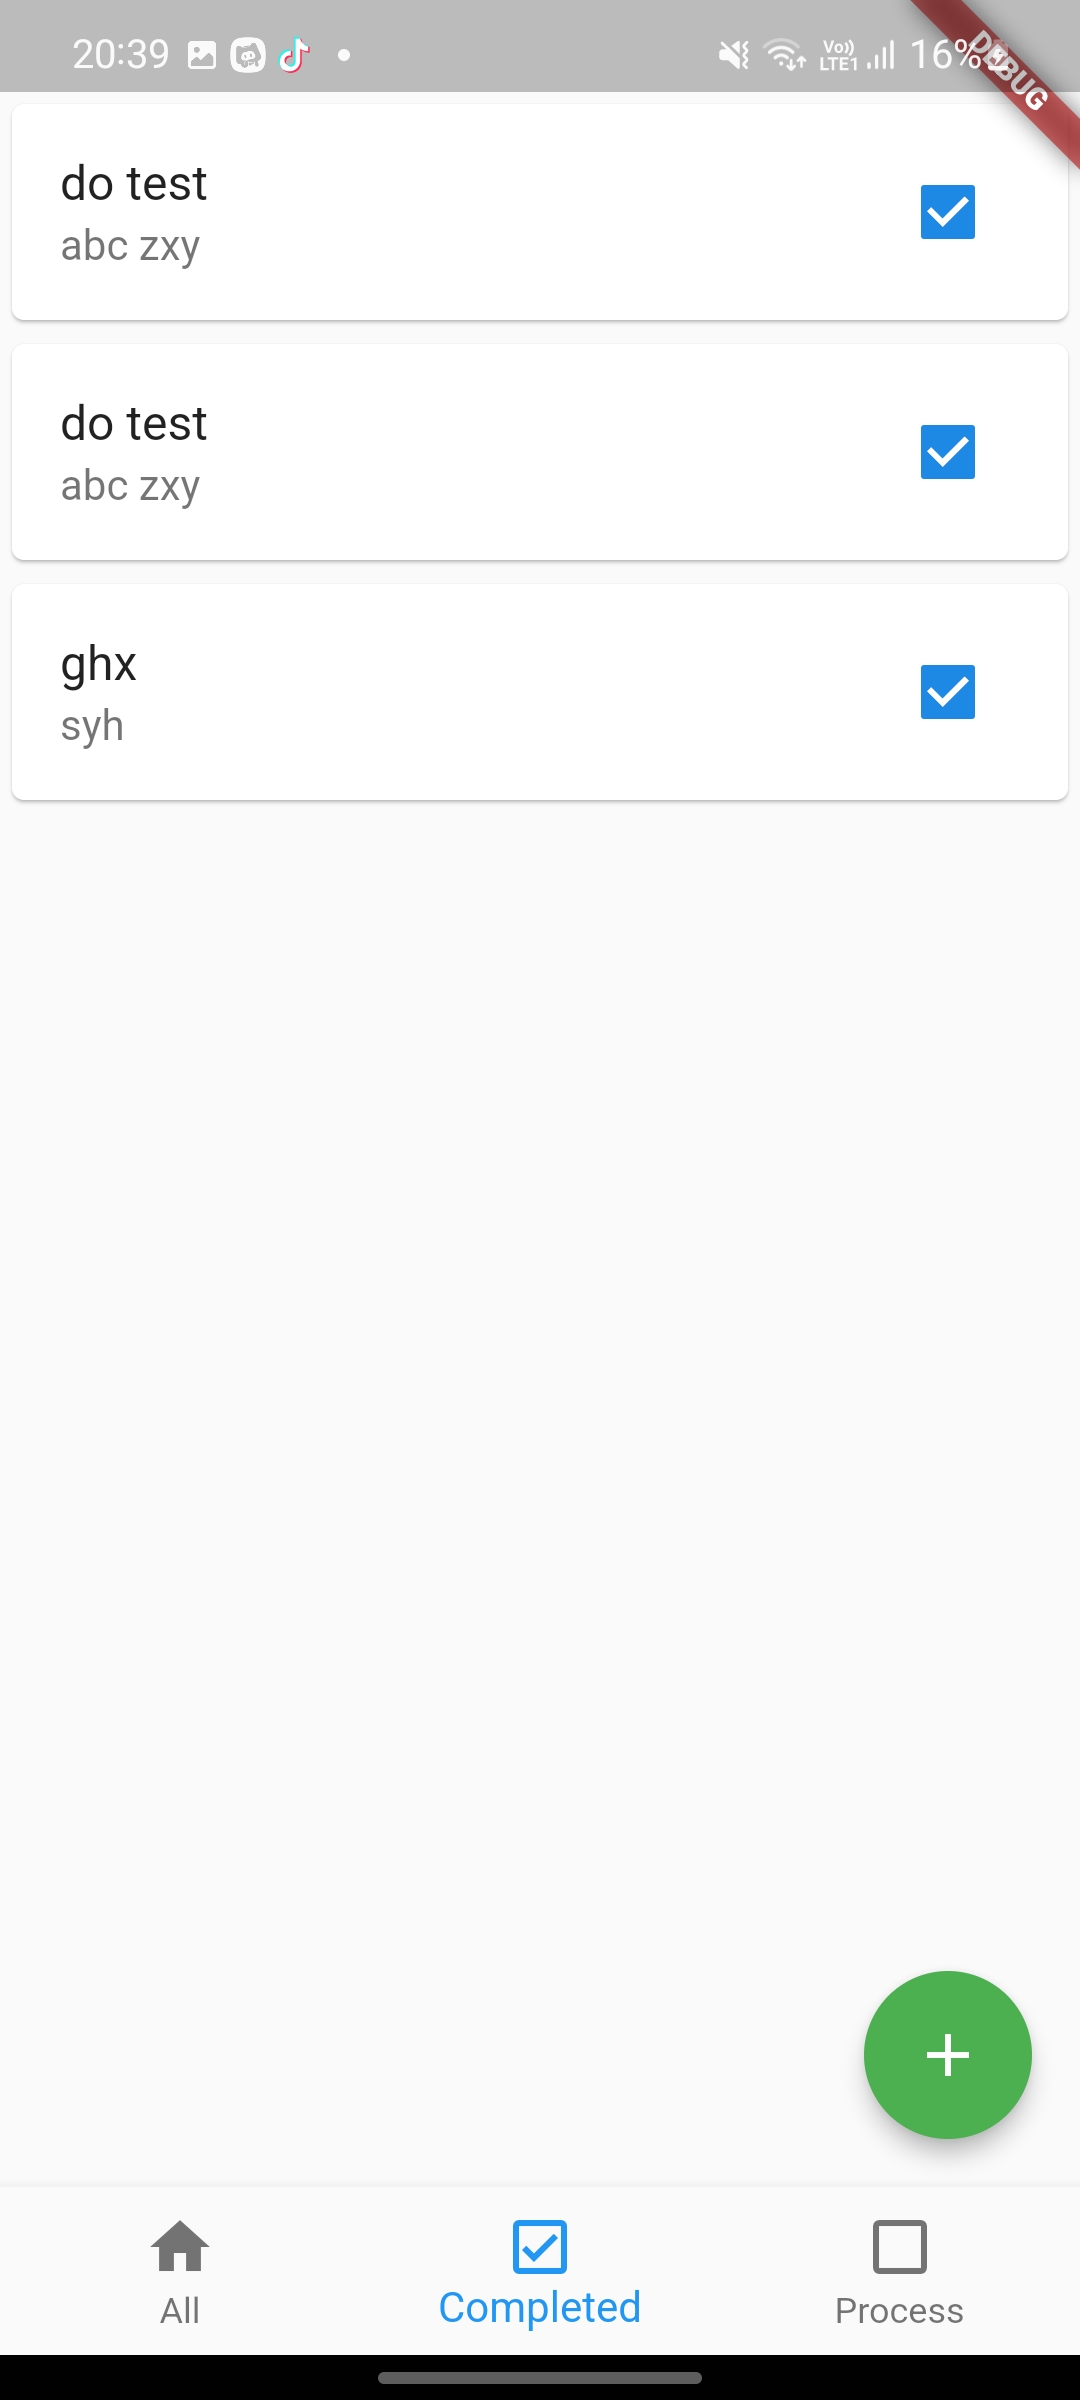 20:39
Vo))
LTE1
16%
DEBUG
do test
abc zxy
do test
abc zxy
ghx
syh
All
Completed
Process